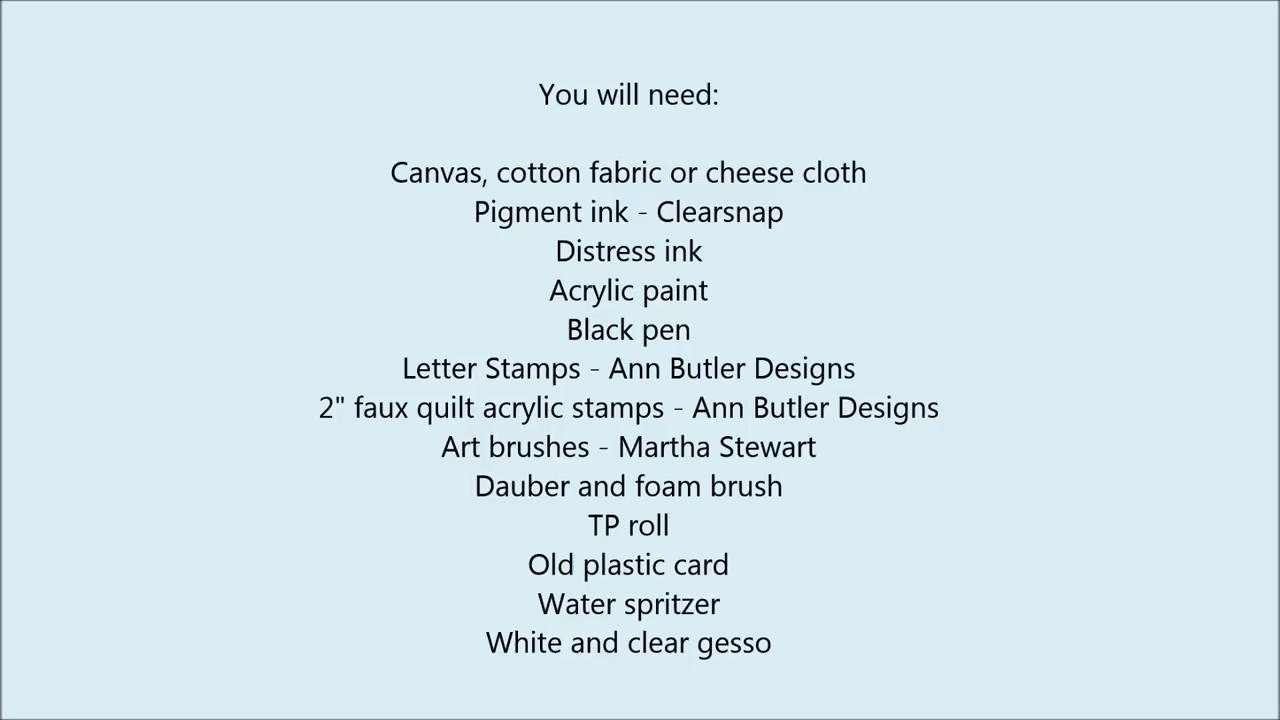 You will need:
Canvas, cotton fabric or cheese cloth
Pigment ink - Clearsnap
Distress ink
Acrylic paint
Black pen
Letter Stamps - Ann Butler Designs
2" faux quilt acrylic stamps - Ann Butler Designs
Art brushes - Martha Stewart
Dauber and foam brush
TP roll
Old plastic card
Water spritzer
White and clear gesso